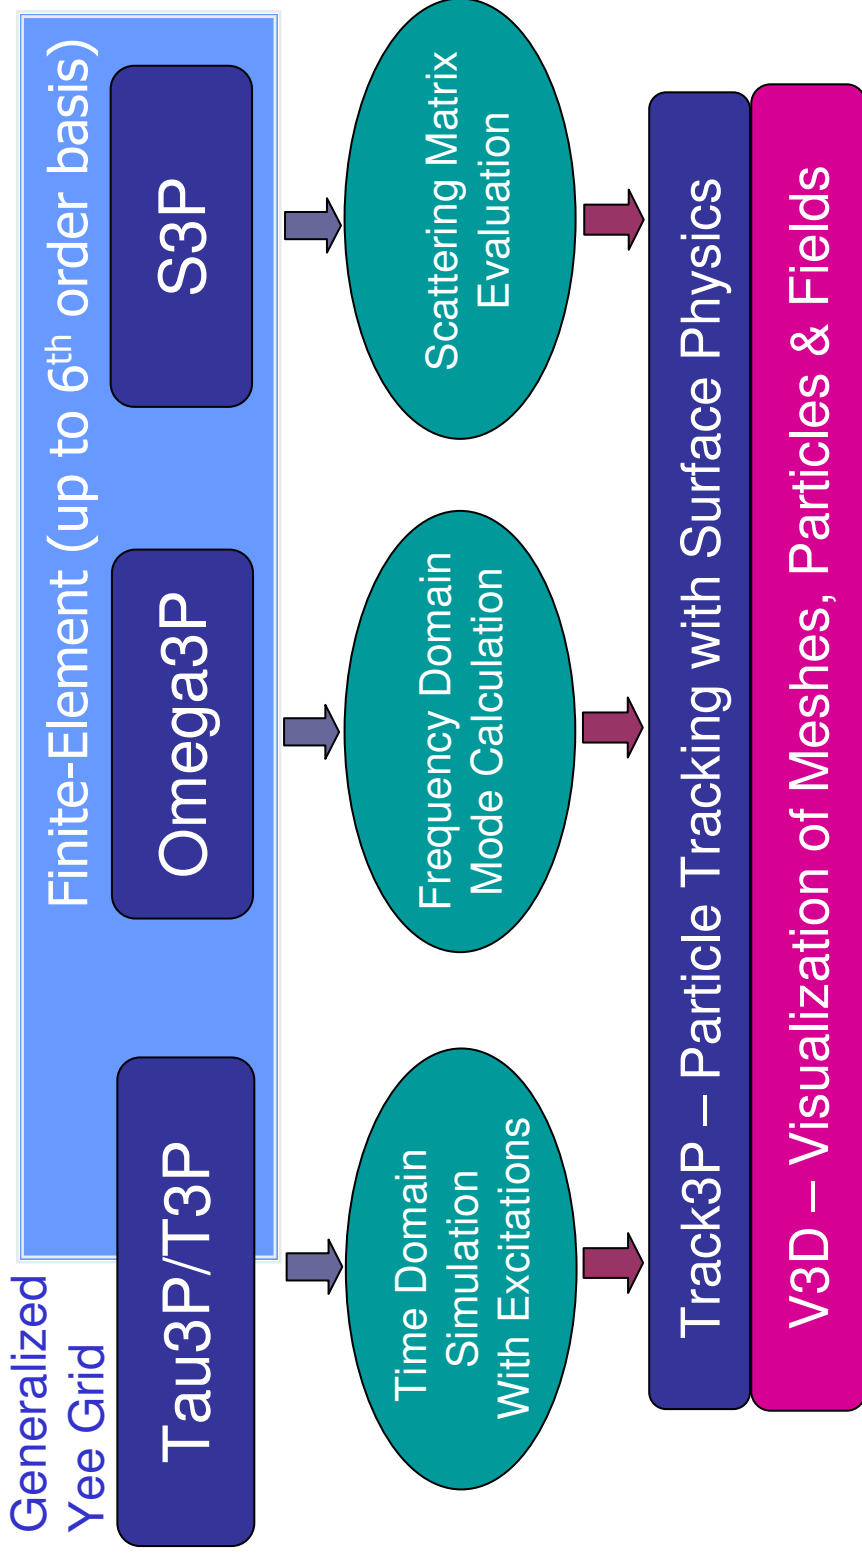 Generalized
Yee Grid
Finite-Element (up to 6th order basis)
Tau3P/T3P
Omega3P
S3P
Time Domain
Simulation
With Excitations
Frequency Domain
Mode Calculation
Scattering Matrix
Evaluation
Track3P – Particle Tracking with Surface Physics
V3D – Visualization of Meshes, Particles & Fields